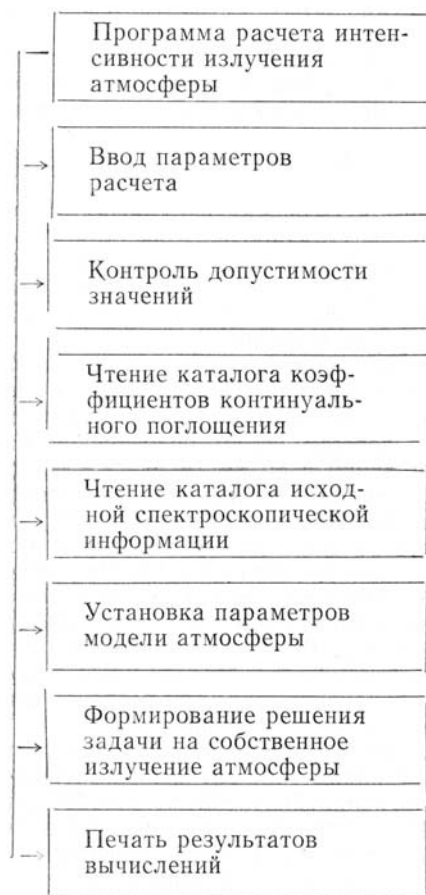 Программа расчета интен-
сивности излучения
атмосферы
Ввод параметров
расчета
Контроль допустимости
значений
Чтение каталога коэф-
фициентов континуаль-
ного поглощения
Чтение каталога исход-
ной спектроскопической
информации
Установка параметров
модели атмосферы
Формирование решения
задачи на собственное
излучение атмосферы
Печать результатов
вычислений